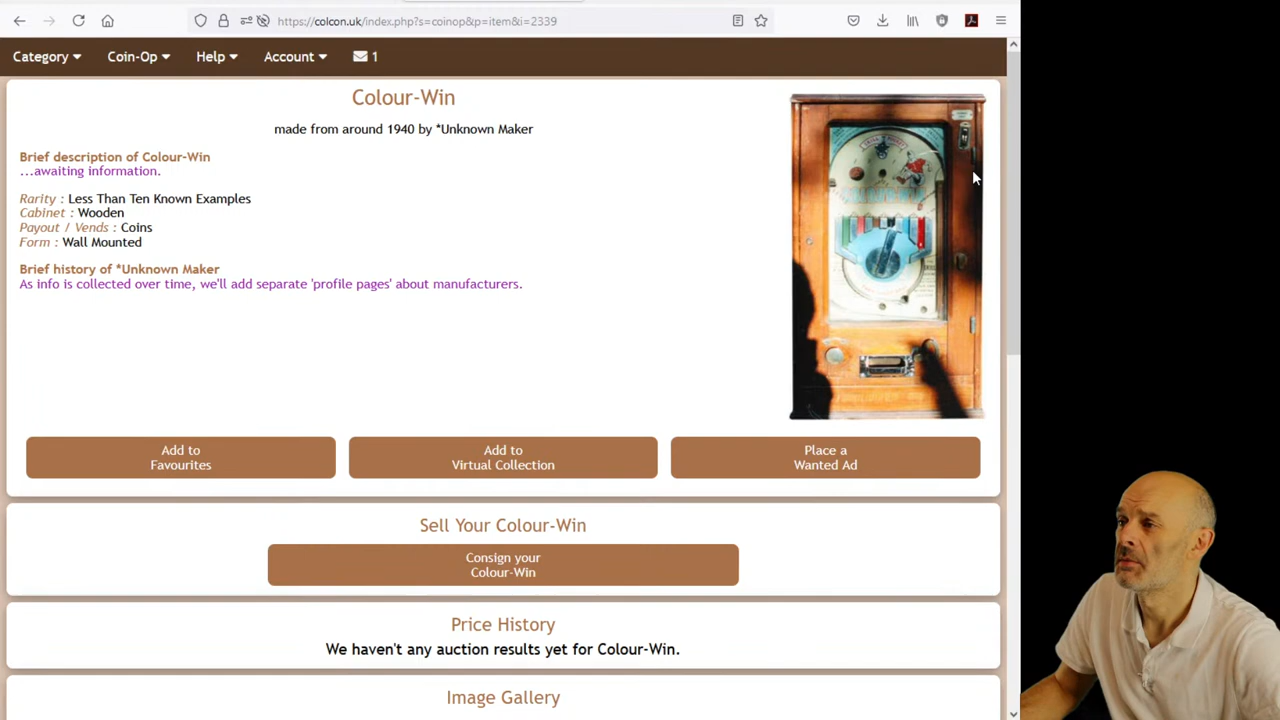 https://colcon.uk/index.php?s=coinop&p=item&i=2339
Category Coin-Op Help Account 1
Colour-Win
made from around 1940 by *Unknown Maker
Brief description of Colour-Win
...awaiting information.
Rarity : Less Than Ten Known Examples
Cabinet : Wooden
Payout / Vends : Coins
Form : Wall Mounted
Brief history of *Unknown Maker
As info is collected over time, we'll add separate 'profile pages' about manufacturers.
Add to
Favourites
Add to
Virtual Collection
Place a
Wanted Ad
Sell Your Colour-Win
Consign your
Colour-Win
Price History
We haven't any auction results yet for Colour-Win.
Image Gallery